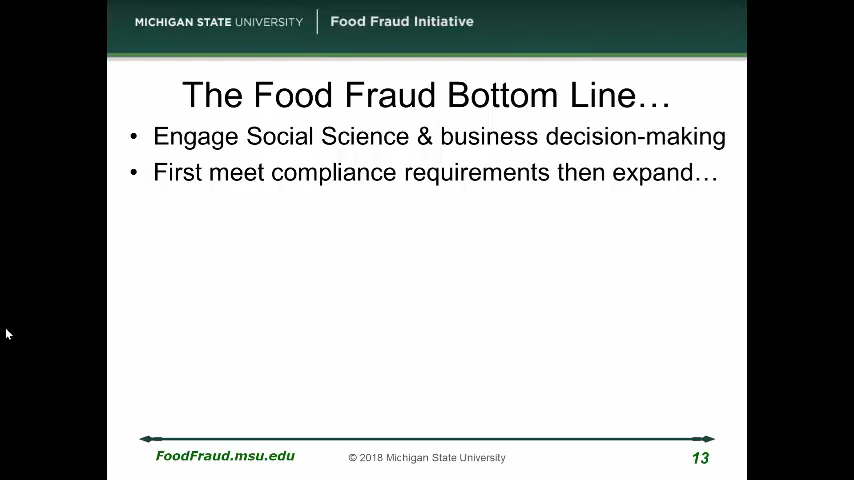 MICHIGAN STATE UNIVERSITY | Food Fraud Initiative
The Food Fraud Bottom Line…
• Engage Social Science & business decision-making
• First meet compliance requirements then expand…
FoodFraud.msu.edu © 2018 Michigan State University 13